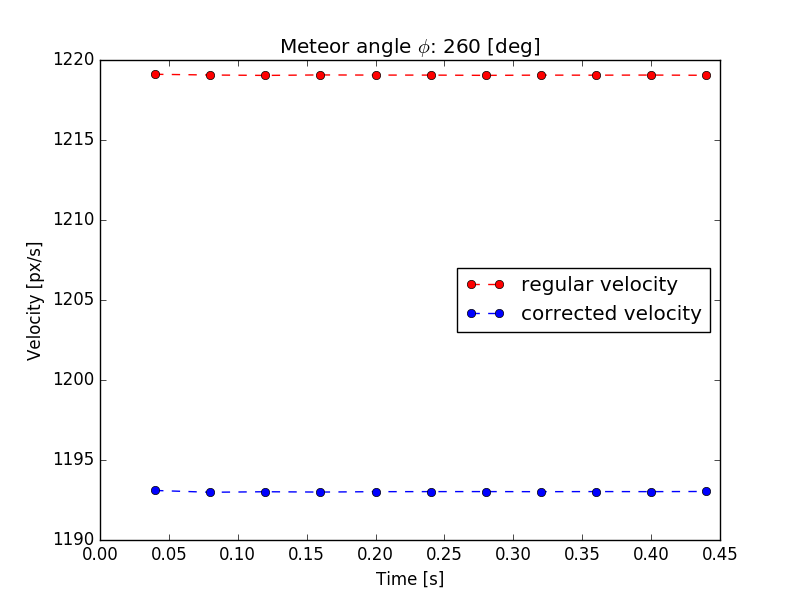 Meteor angle ϕ: 260 [deg]
1220
1215
1210
1205
1200
1195
1190
Velocity [px/s]
regular velocity
corrected velocity
0.00 0.05 0.10 0.15 0.20 0.25 0.30 0.35 0.40 0.45
Time [s]